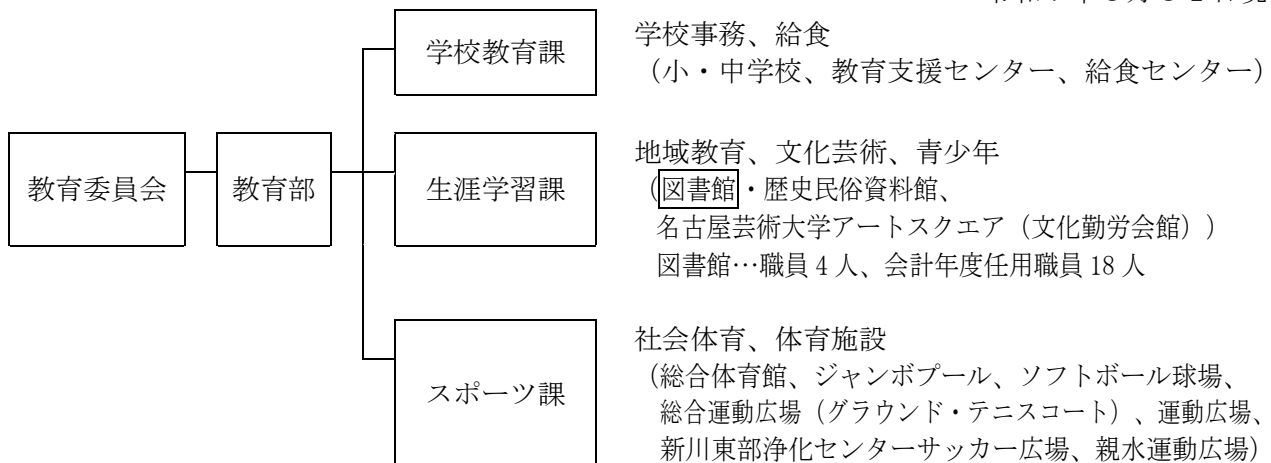 学校教育課
学校事務、給食
(小・中学校、教育支援センター、給食センター)
教育委員会
教育部
生涯学習課
地域教育、文化芸術、青少年
(図書館・歴史民俗資料館、
名古屋芸術大学アートスクエア(文化勤労会館))
図書館…職員4人、会計年度任用職員18人
スポーツ課
社会体育、体育施設
(総合体育館、ジャンボプール、ソフトボール球場、
総合運動広場(グラウンド・テニスコート)、運動広場、
新川東部浄化センターサッカー広場、親水運動広場)